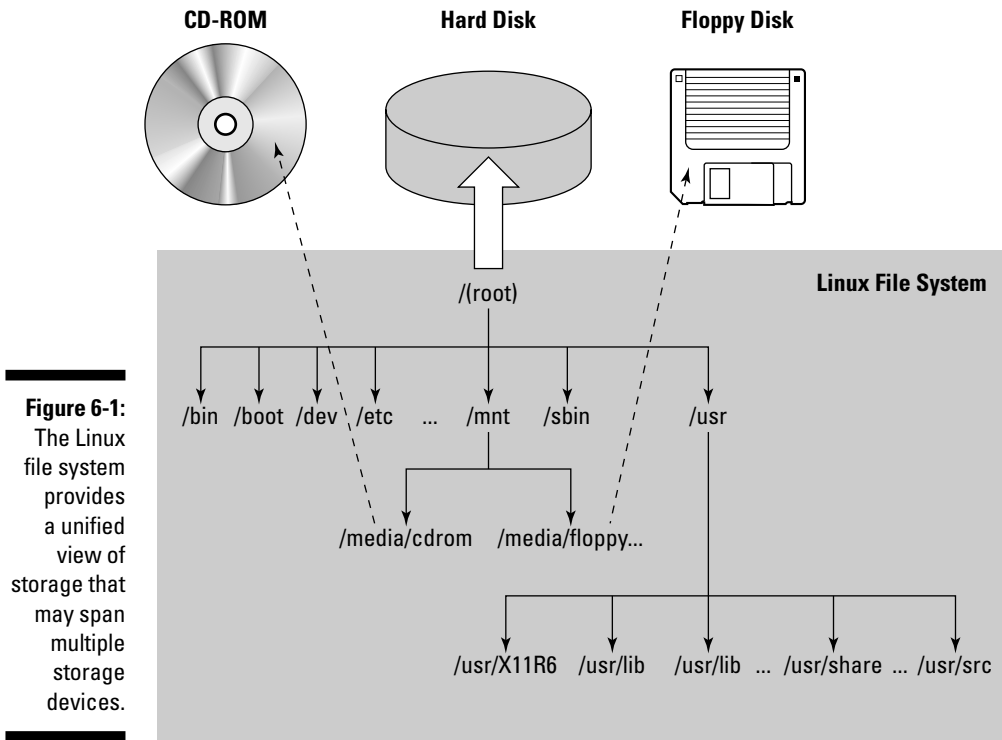 CD-ROM Hard Disk Floppy Disk
Linux File System
/(root)
/bin /boot /dev /etc ... /mnt /sbin /usr
/media/cdrom /media/floppy...
/usr/X11R6 /usr/lib /usr/lib ... /usr/share ... /usr/src
Figure 6-1:
The Linux
file system
provides
a unified
view of
storage that
may span
multiple
storage
devices.